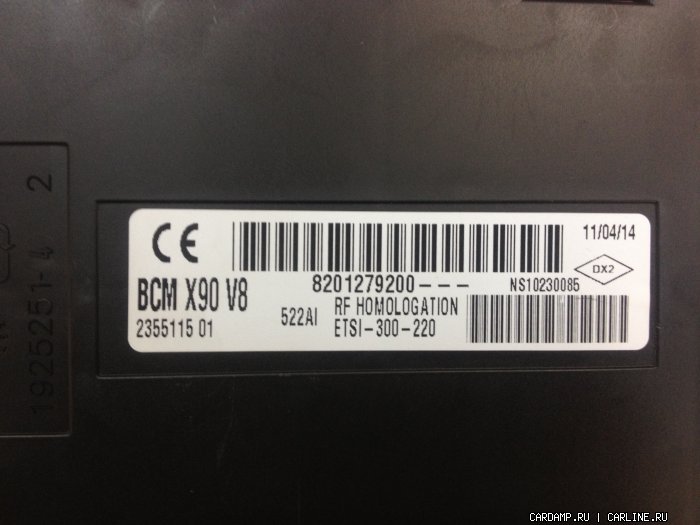 CE
11/04/14
8201279200---
NS10230085
DX2
BCM X90 V8
2355115 01
522AI
RF HOMOLOGATION
ETSI-300-220
1925251-4 2
CARDAMP.RU | CARLINE.RU